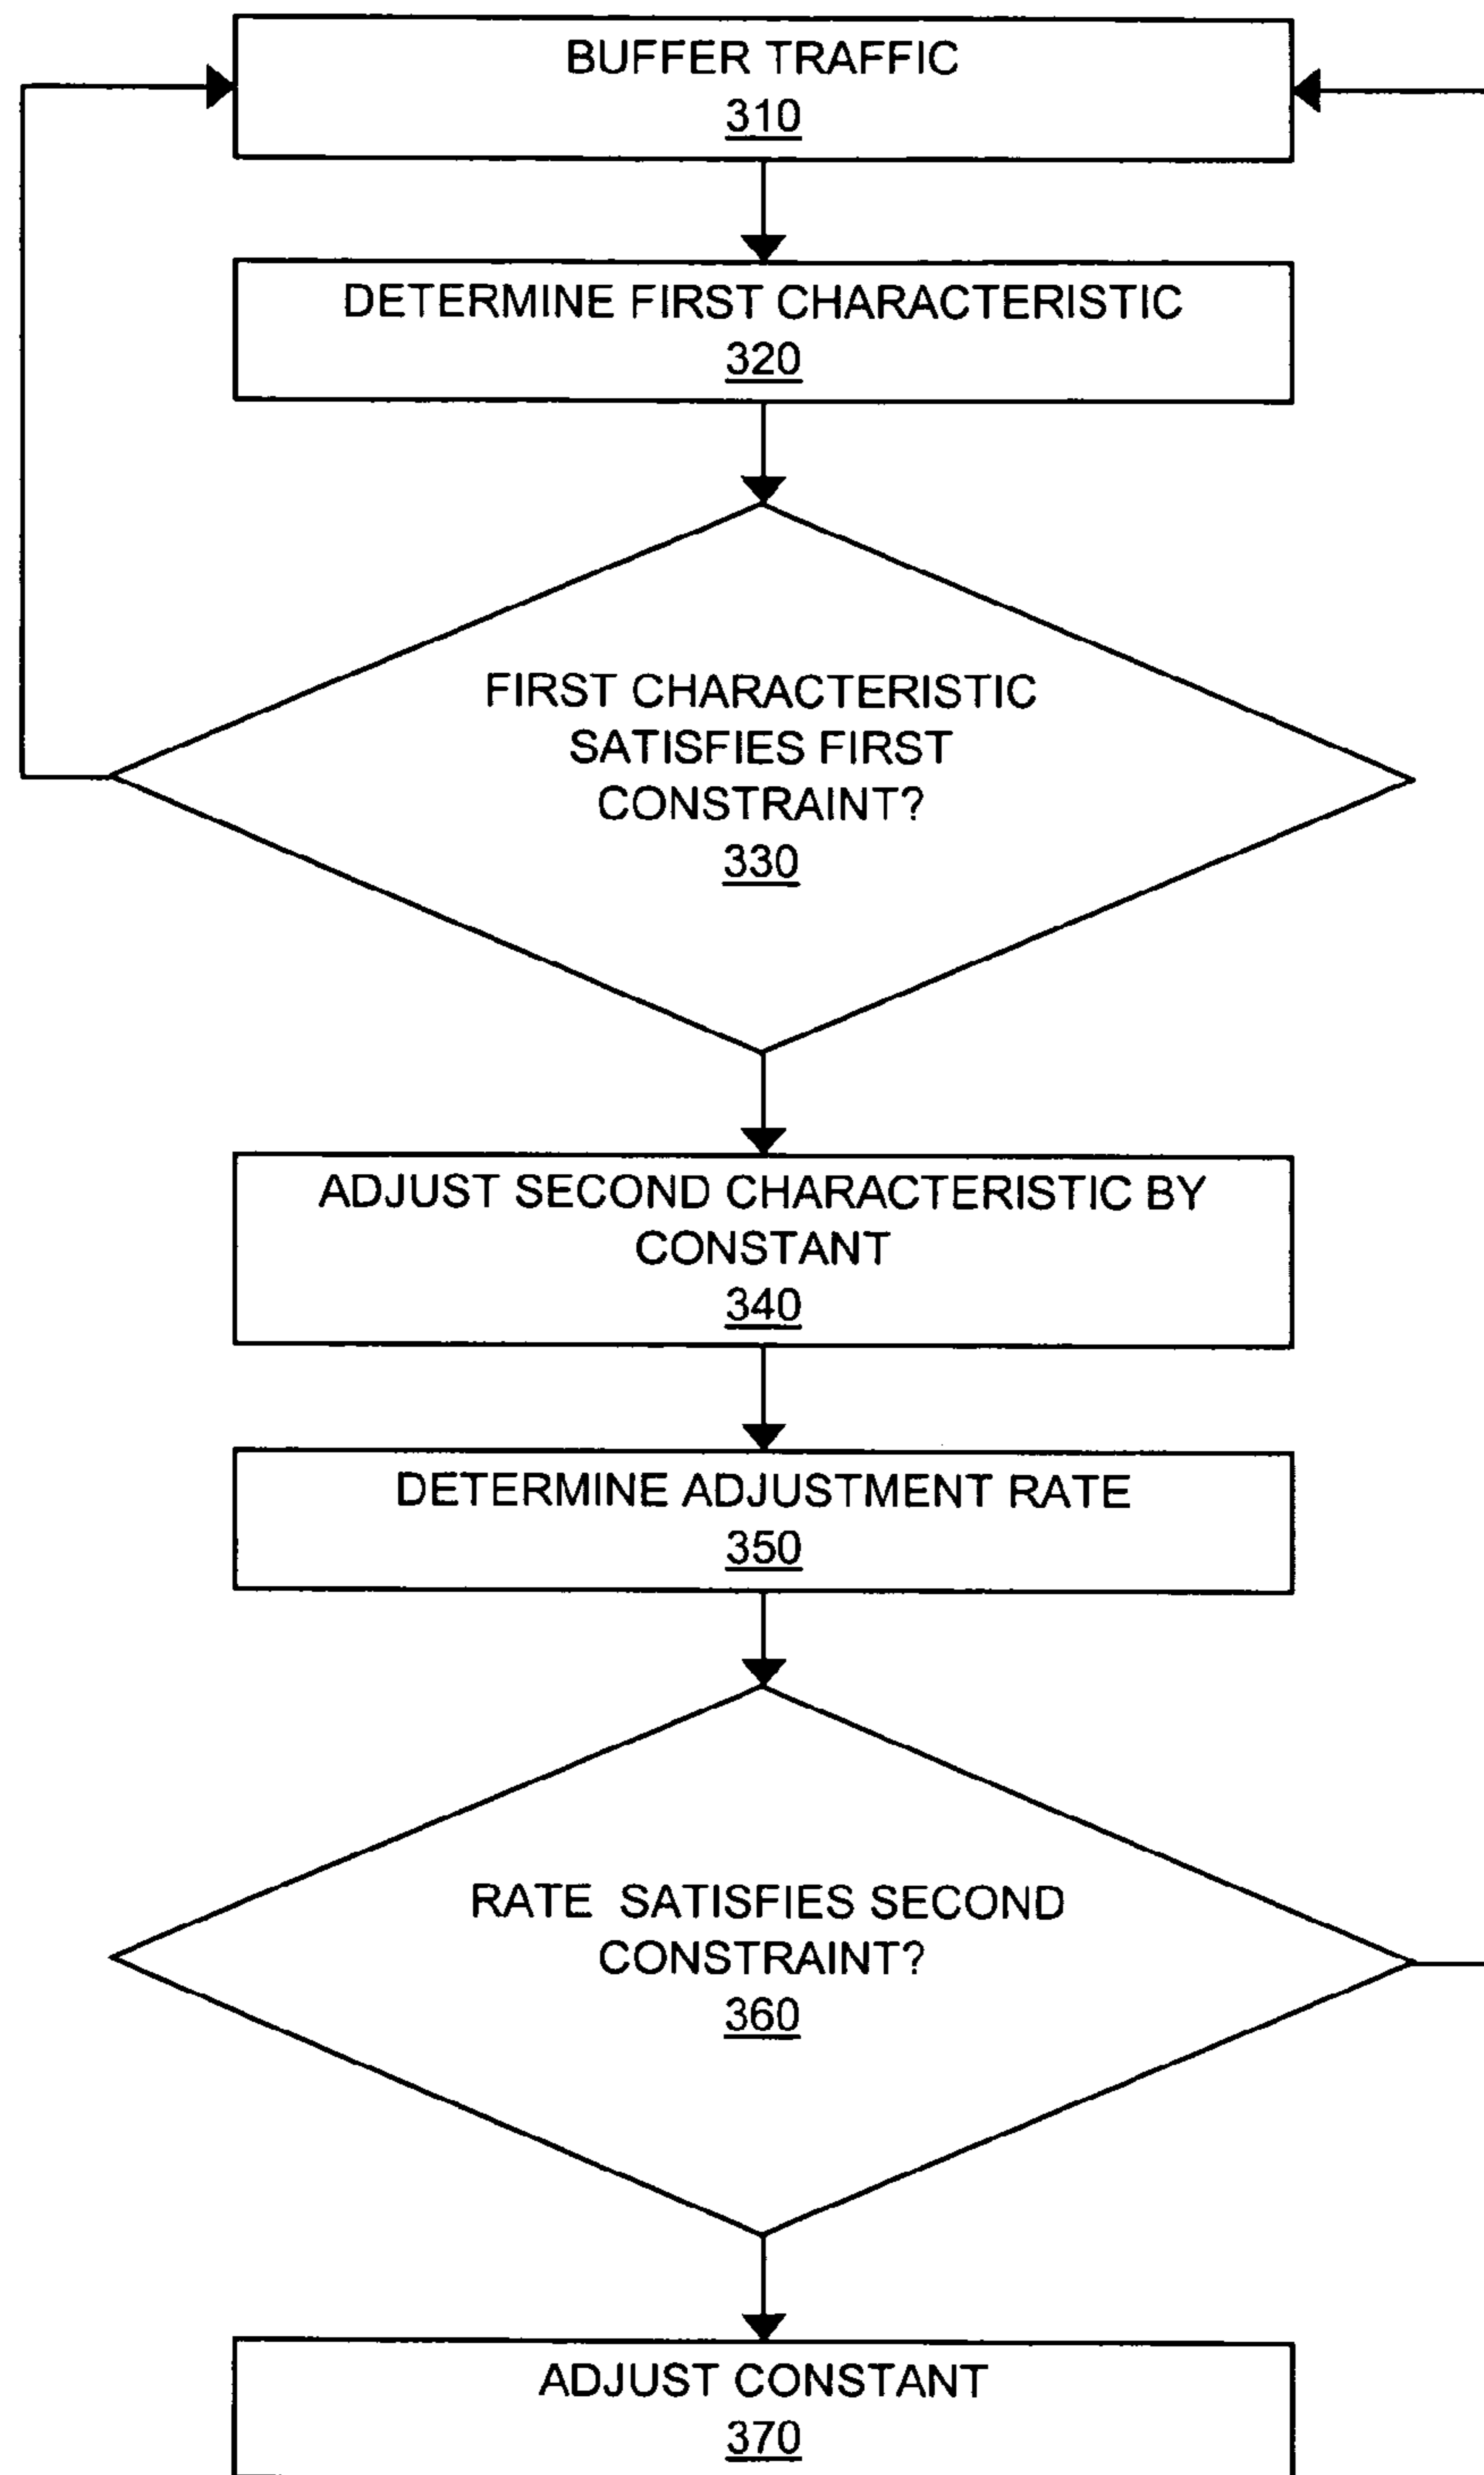 BUFFER TRAFFIC
310
DETERMINE FIRST CHARACTERISTIC
320
FIRST CHARACTERISTIC
SATISFIES FIRST
CONSTRAINT?
330
ADJUST SECOND CHARACTERISTIC BY
CONSTANT
340
DETERMINE ADJUSTMENT RATE
350
RATE SATISFIES SECOND
CONSTRAINT?
360
ADJUST CONSTANT
370